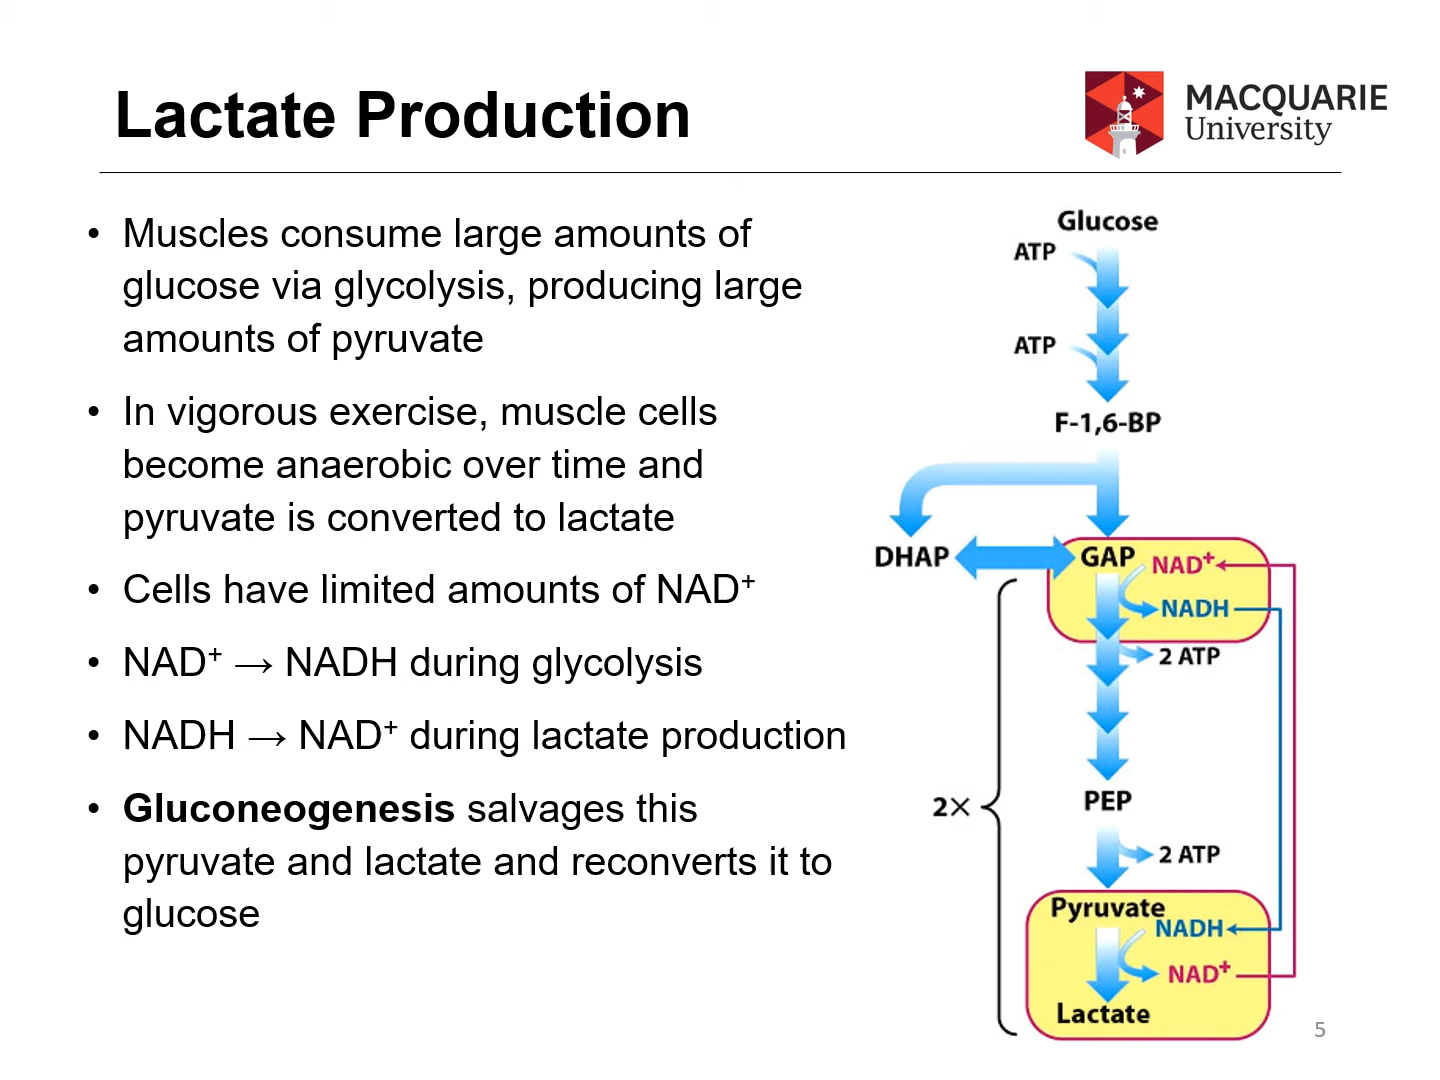 Lactate Production
MACQUARIE
University
• Muscles consume large amounts of
glucose via glycolysis, producing large
amounts of pyruvate
• In vigorous exercise, muscle cells
become anaerobic over time and
pyruvate is converted to lactate
• Cells have limited amounts of NAD⁺
• NAD⁺ → NADH during glycolysis
• NADH → NAD⁺ during lactate production
• Gluconeogenesis salvages this
pyruvate and lactate and reconverts it to
glucose
Glucose
ATP
ATP
F-1,6-BP
DHAP
GAP
NAD⁺
NADH
2 ATP
2×
PEP
2 ATP
Pyruvate
NADH
NAD⁺
Lactate
5